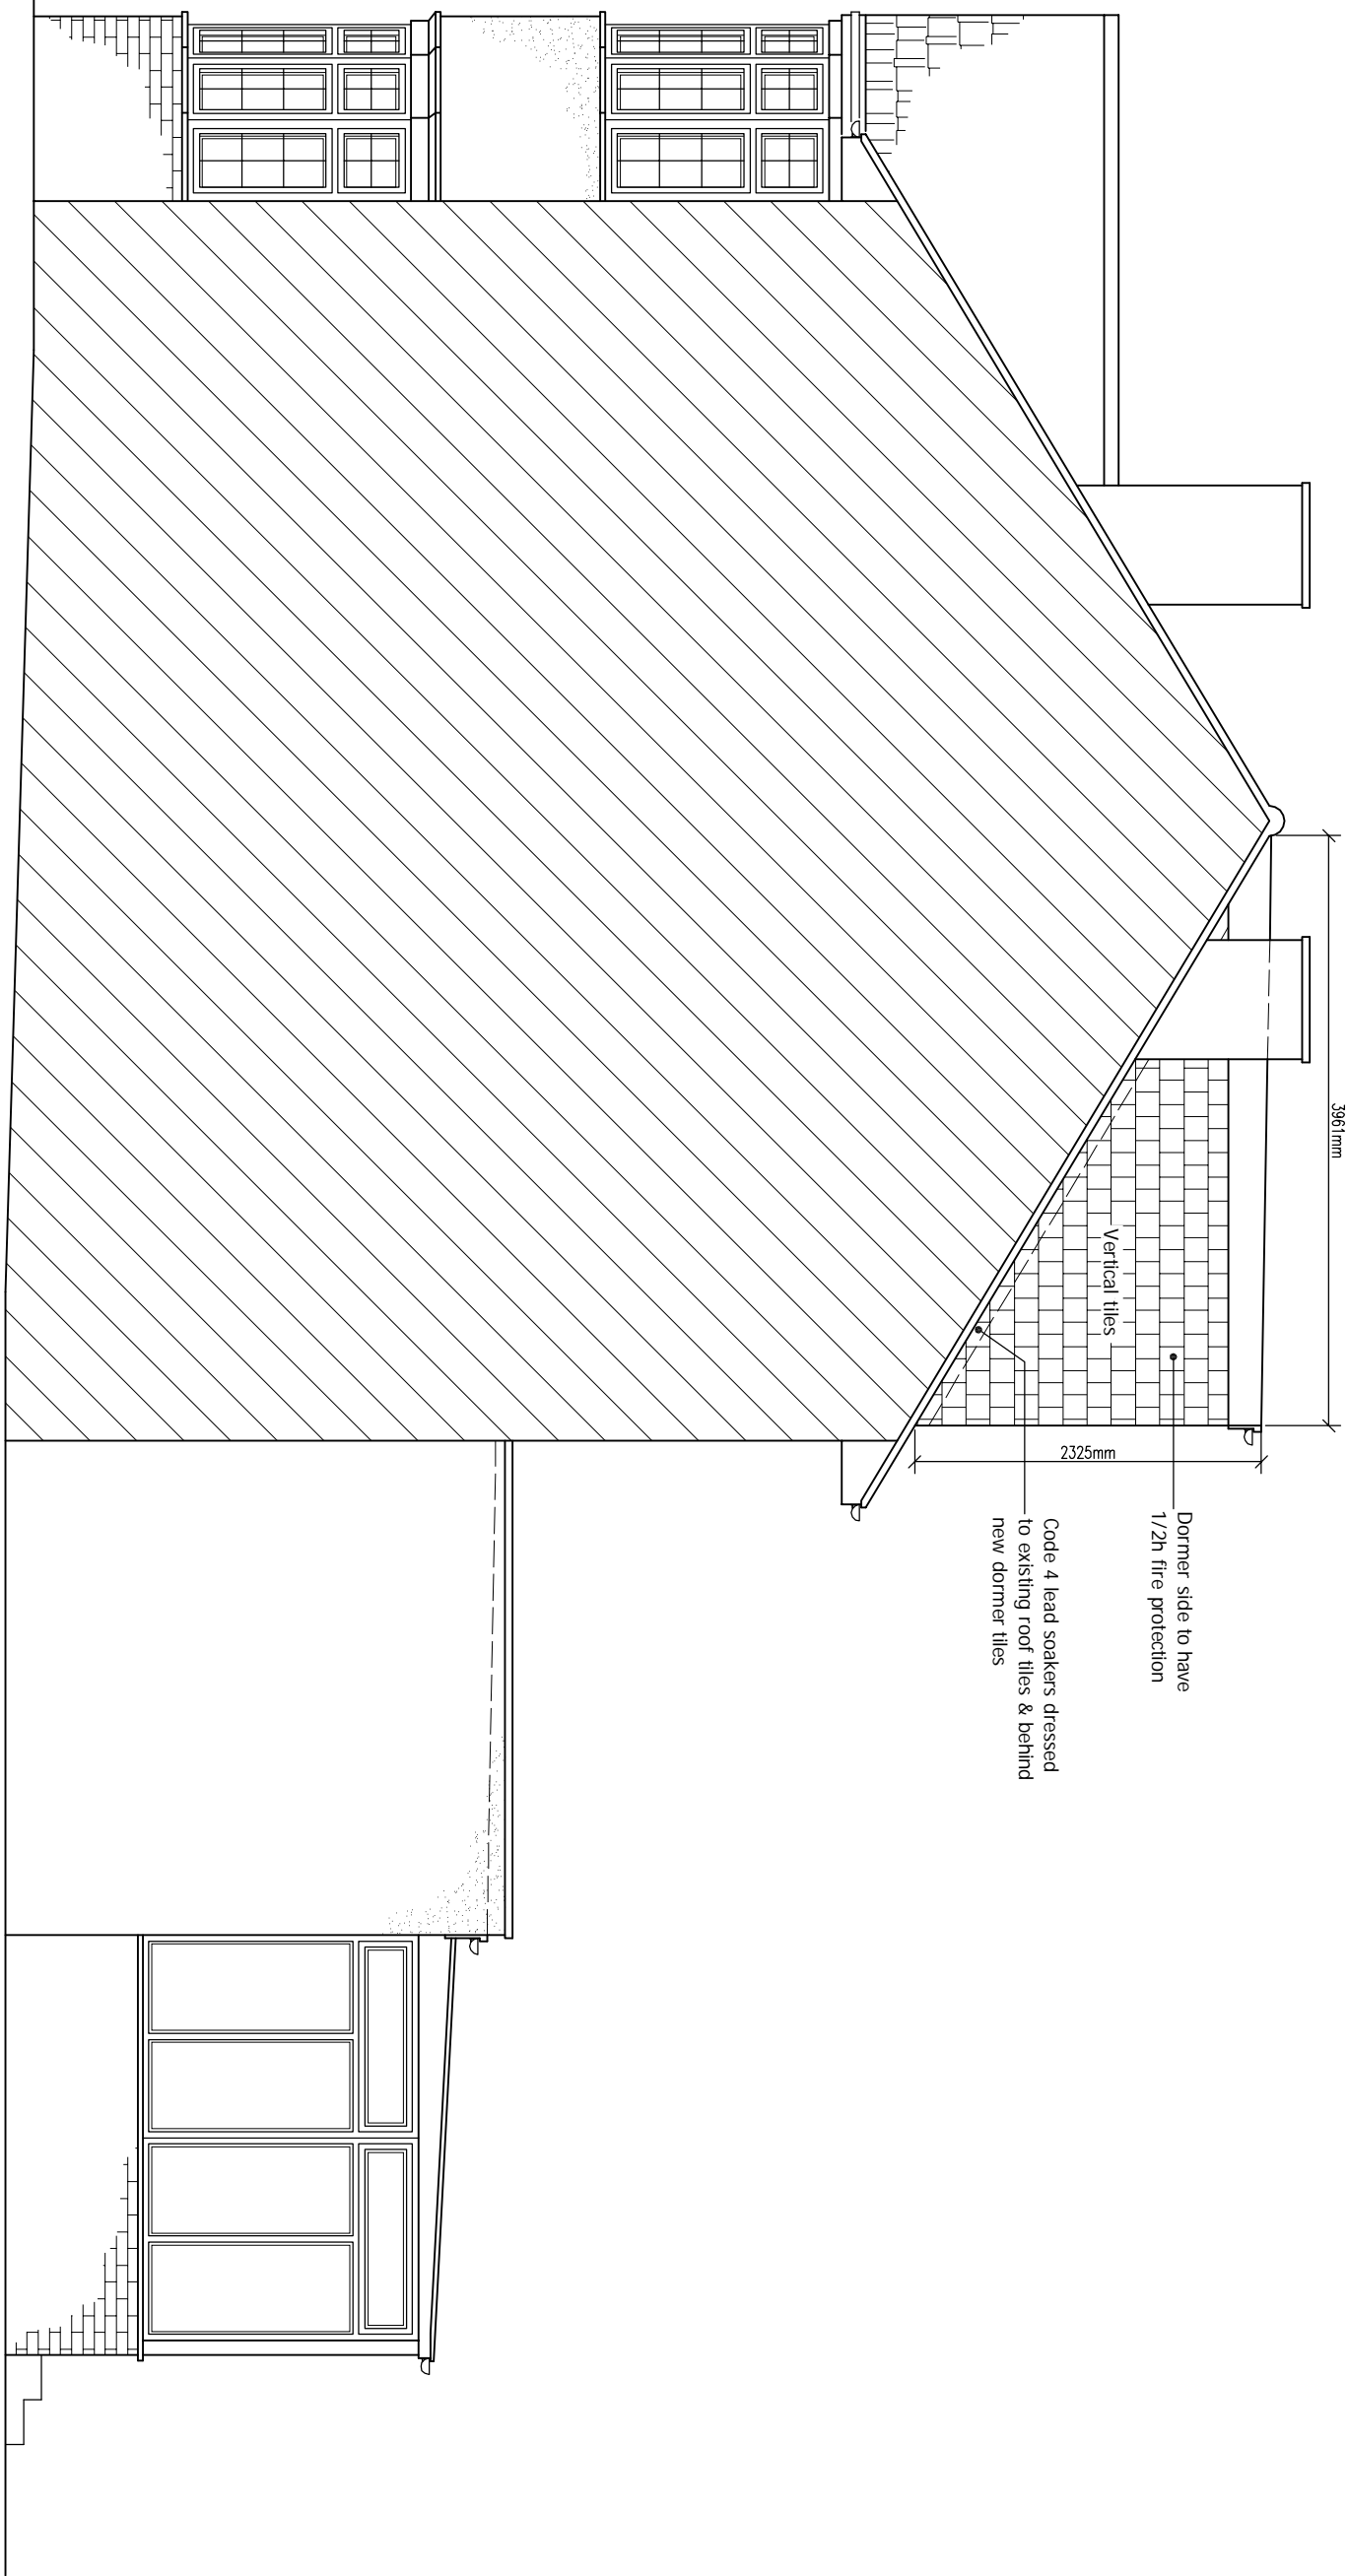 3961mm
Vertical tiles
2325mm
Dormer side to have
1/2h fire protection
Code 4 lead soakers dressed
to existing roof tiles & behind
new dormer tiles